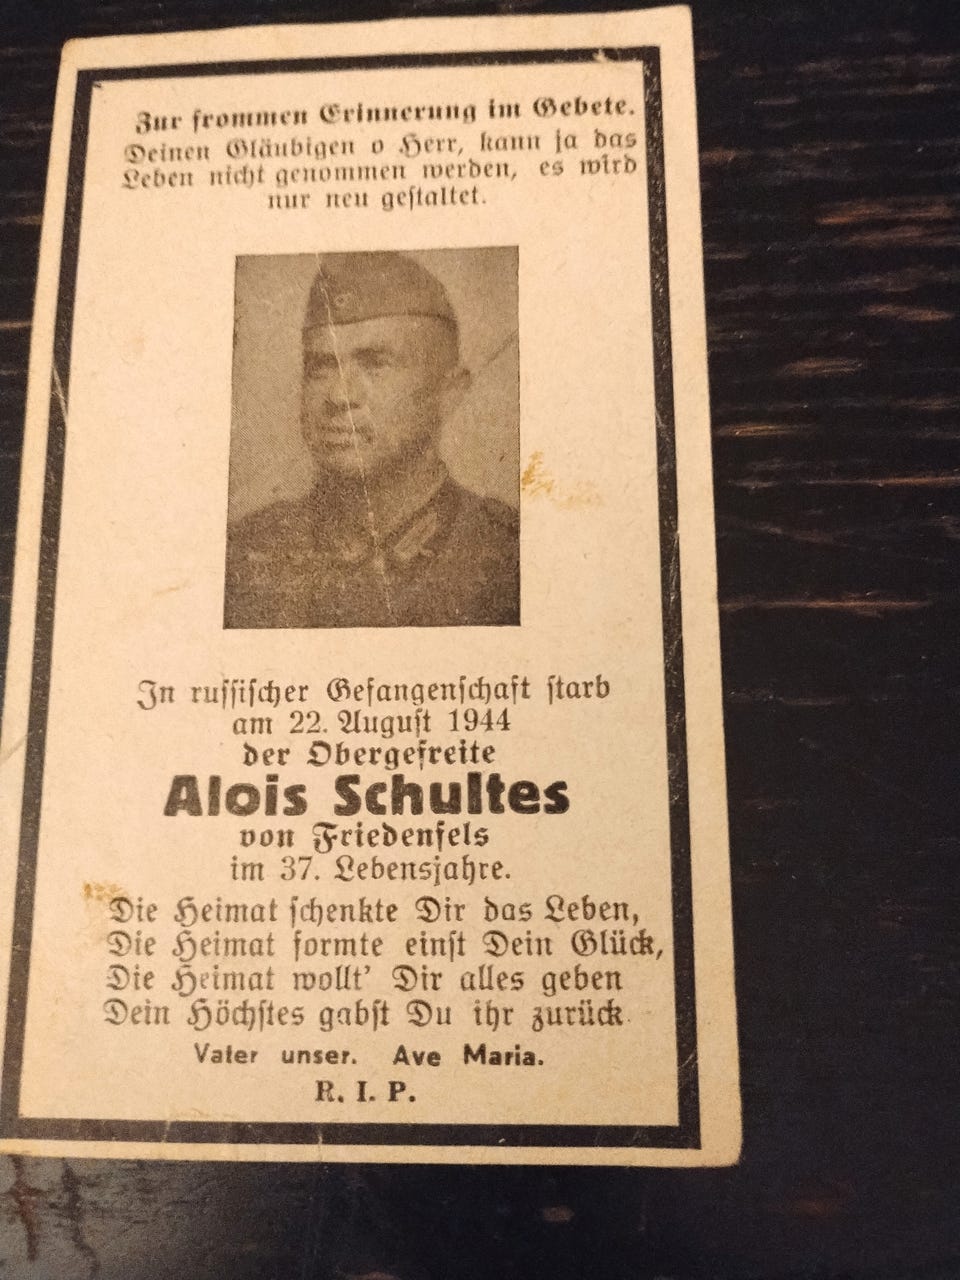 Zur frommen Erinnerung im Gebete.
Deinen Gläubigen o Herr, kann ja das
Leben nicht genommen werden, es wird
nur neu gestaltet.
In russischer Gefangenschaft starb
am 22. August 1944
der Obergefreite
Alois Schultes
von Friedenfels
im 37. Lebensjahre.
Die Heimat schenkte Dir das Leben,
Die Heimat formte einst Dein Glück,
Die Heimat wollt' Dir alles geben
Dein Höchstes gabst Du ihr zurück.
Vater unser. Ave Maria.
R. I. P.